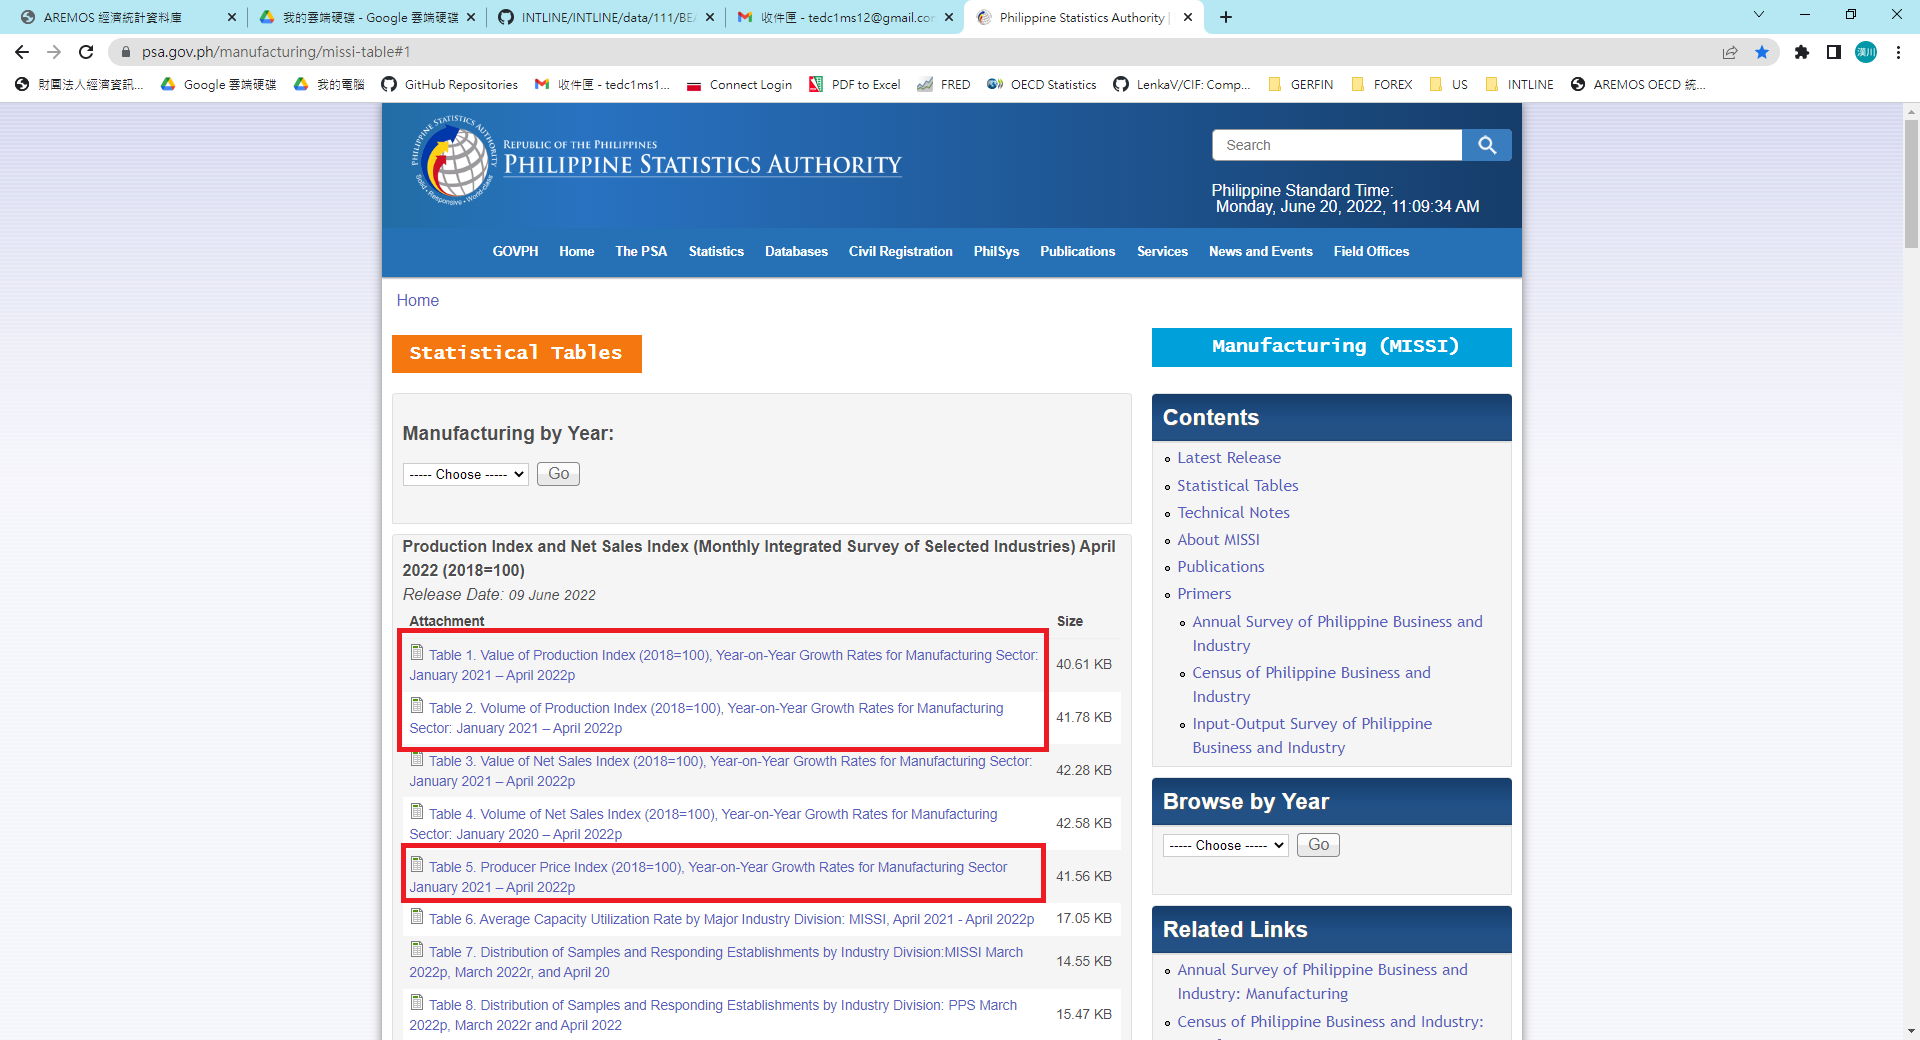 AREMOS 經濟統計資料庫
我的雲端硬碟 - Google 雲端硬碟
INTLINE/INTLINE/data/111/BEA
收件匣 - tedc1ms12@gmail.com
Philippine Statistics Authority |
psa.gov.ph/manufacturing/missi-table#1
財團法人經濟資訊...
Google 雲端硬碟
我的電腦
GitHub Repositories
收件匣 - tedc1ms1...
Connect Login
PDF to Excel
FRED
OECD Statistics
LenkaV/CIF: Comp...
GERFIN
FOREX
US
INTLINE
AREMOS OECD 統...
PHILIPPINE STATISTICS AUTHORITY
Solid • Responsive • World-class
REPUBLIC OF THE PHILIPPINES
PHILIPPINE STATISTICS AUTHORITY
Search
Philippine Standard Time:
Monday, June 20, 2022, 11:09:34 AM
GOVPH Home The PSA Statistics Databases Civil Registration PhilSys Publications Services News and Events Field Offices
Home
Statistical Tables
Manufacturing by Year:
----- Choose -----
Go
Production Index and Net Sales Index (Monthly Integrated Survey of Selected Industries) April
2022 (2018=100)
Release Date: 09 June 2022
Attachment Size
Table 1. Value of Production Index (2018=100), Year-on-Year Growth Rates for Manufacturing Sector:
January 2021 – April 2022p
40.61 KB
Table 2. Volume of Production Index (2018=100), Year-on-Year Growth Rates for Manufacturing
Sector: January 2021 – April 2022p
41.78 KB
Table 3. Value of Net Sales Index (2018=100), Year-on-Year Growth Rates for Manufacturing Sector:
January 2021 – April 2022p
42.28 KB
Table 4. Volume of Net Sales Index (2018=100), Year-on-Year Growth Rates for Manufacturing
Sector: January 2020 – April 2022p
42.58 KB
Table 5. Producer Price Index (2018=100), Year-on-Year Growth Rates for Manufacturing Sector
January 2021 – April 2022p
41.56 KB
Table 6. Average Capacity Utilization Rate by Major Industry Division: MISSI, April 2021 - April 2022p
17.05 KB
Table 7. Distribution of Samples and Responding Establishments by Industry Division:MISSI March
2022p, March 2022r, and April 20
14.55 KB
Table 8. Distribution of Samples and Responding Establishments by Industry Division: PPS March
2022p, March 2022r and April 2022
15.47 KB
Manufacturing (MISSI)
Contents
Latest Release
Statistical Tables
Technical Notes
About MISSI
Publications
Primers
Annual Survey of Philippine Business and
Industry
Census of Philippine Business and
Industry
Input-Output Survey of Philippine
Business and Industry
Browse by Year
----- Choose -----
Go
Related Links
Annual Survey of Philippine Business and
Industry: Manufacturing
Census of Philippine Business and Industry: